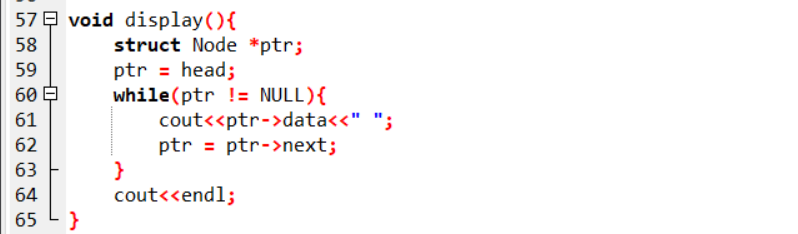 57 void display(){
58     struct Node *ptr;
59     ptr = head;
60     while(ptr != NULL){
61         cout<<ptr->data<<" ";
62         ptr = ptr->next;
63     }
64     cout<<endl;
65 }